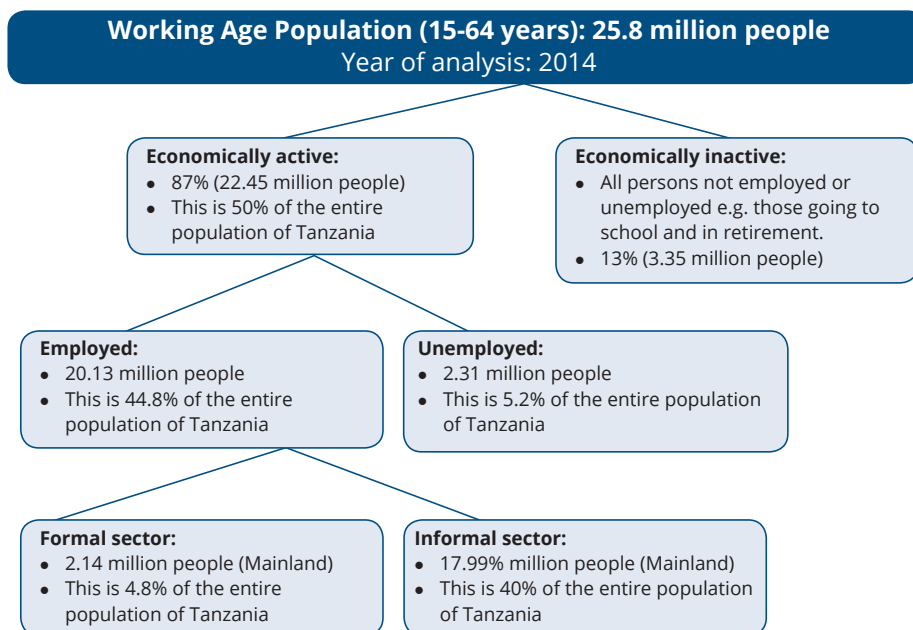 Working Age Population (15-64 years): 25.8 million people
Year of analysis: 2014
Economically active:
• 87% (22.45 million people)
• This is 50% of the entire
population of Tanzania
Economically inactive:
• All persons not employed or
unemployed e.g. those going to
school and in retirement.
• 13% (3.35 million people)
Employed:
• 20.13 million people
• This is 44.8% of the entire
population of Tanzania
Unemployed:
• 2.31 million people
• This is 5.2% of the entire population
of Tanzania
Formal sector:
• 2.14 million people (Mainland)
• This is 4.8% of the entire
population of Tanzania
Informal sector:
• 17.99% million people (Mainland)
• This is 40% of the entire population
of Tanzania